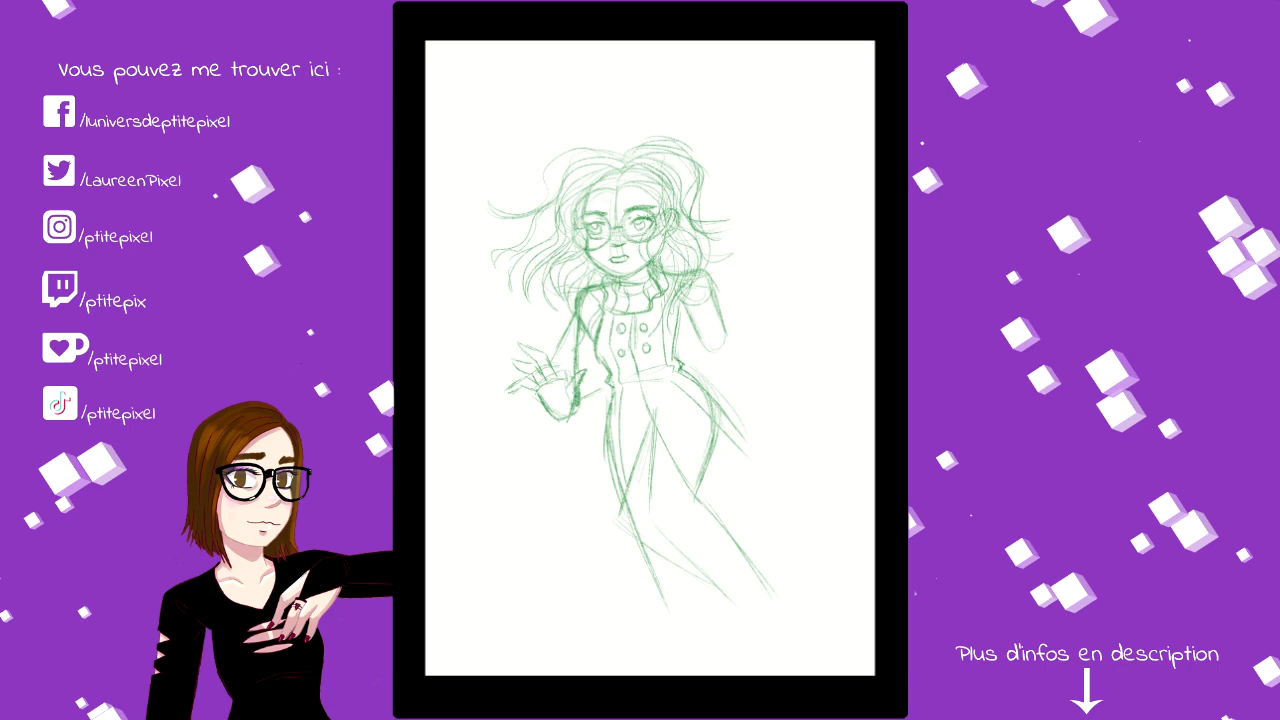 Vous pouvez me trouver ici :
/luniversdeptitepixel
/LaureenPixel
/ptitepixel
/ptitepix
/ptitepixel
/ptitepixel
Plus d'infos en description